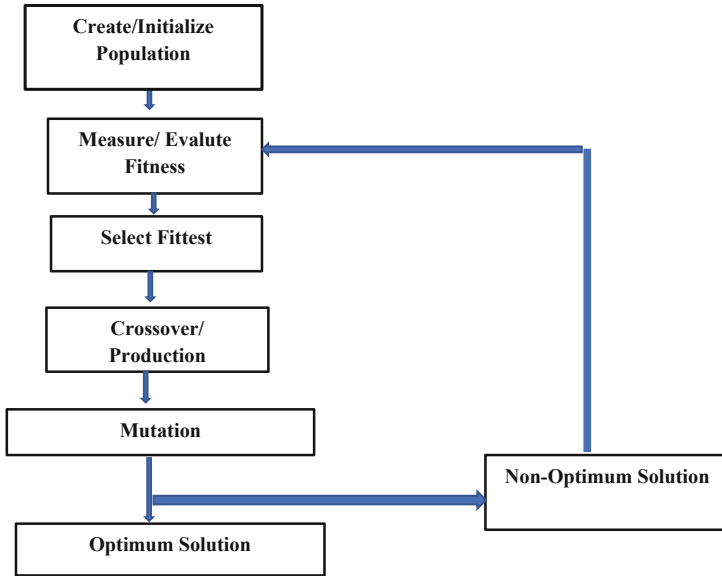 Create/Initialize
Population
Measure/ Evalute
Fitness
Select Fittest
Crossover/
Production
Mutation
Non-Optimum Solution
Optimum Solution